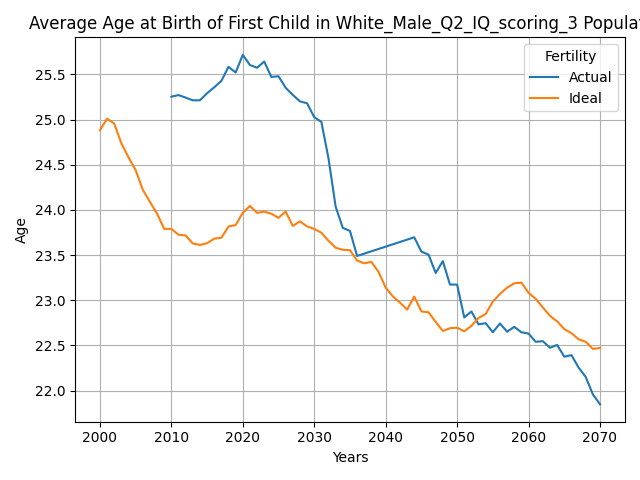 Average Age at Birth of First Child in White_Male_Q2_IQ_scoring_3 Populat
Fertility
Actual
Ideal
25.5
25.0
24.5
24.0
23.5
23.0
22.5
22.0
Age
2000 2010 2020 2030 2040 2050 2060 2070
Years